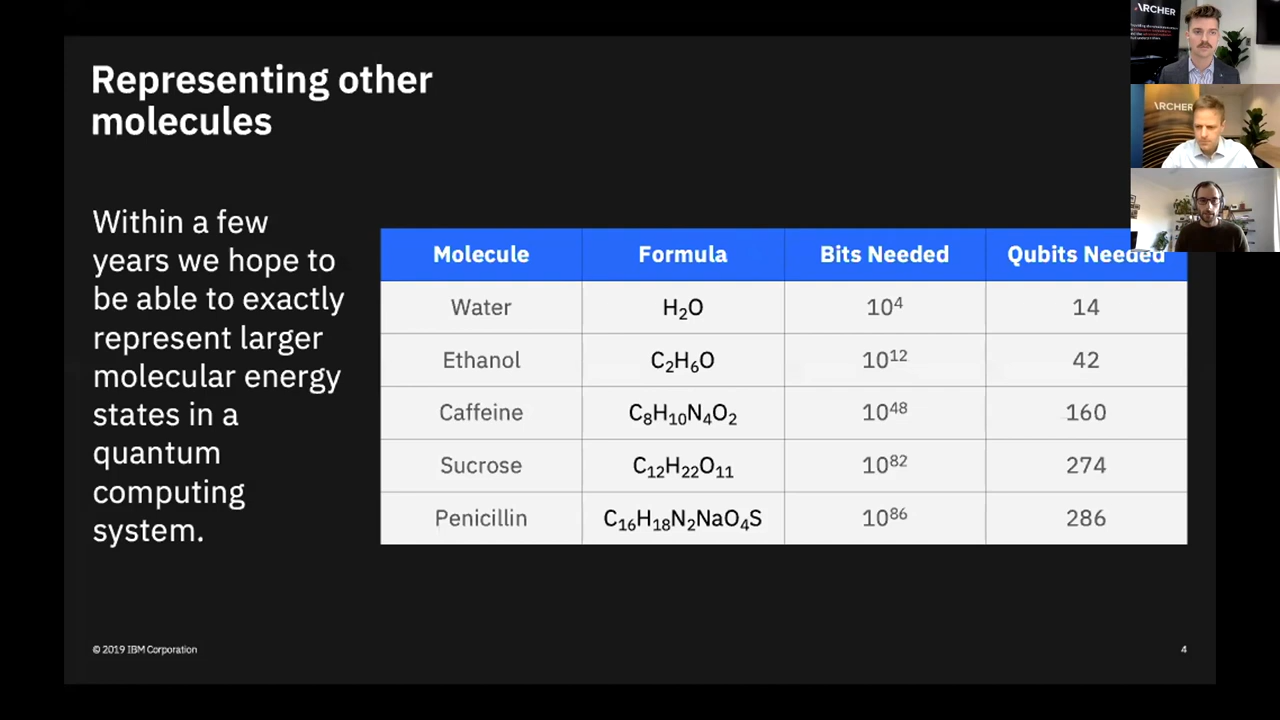 Representing other
molecules
Within a few
years we hope to
be able to exactly
represent larger
molecular energy
states in a
quantum
computing
system.
Molecule Formula Bits Needed Qubits Needed
Water H₂O 10⁴ 14
Ethanol C₂H₆O 10¹² 42
Caffeine C₈H₁₀N₄O₂ 10⁴⁸ 160
Sucrose C₁₂H₂₂O₁₁ 10⁸² 274
Penicillin C₁₆H₁₈N₂NaO₄S 10⁸⁶ 286
© 2019 IBM Corporation
4
ARCHER
ARCHER